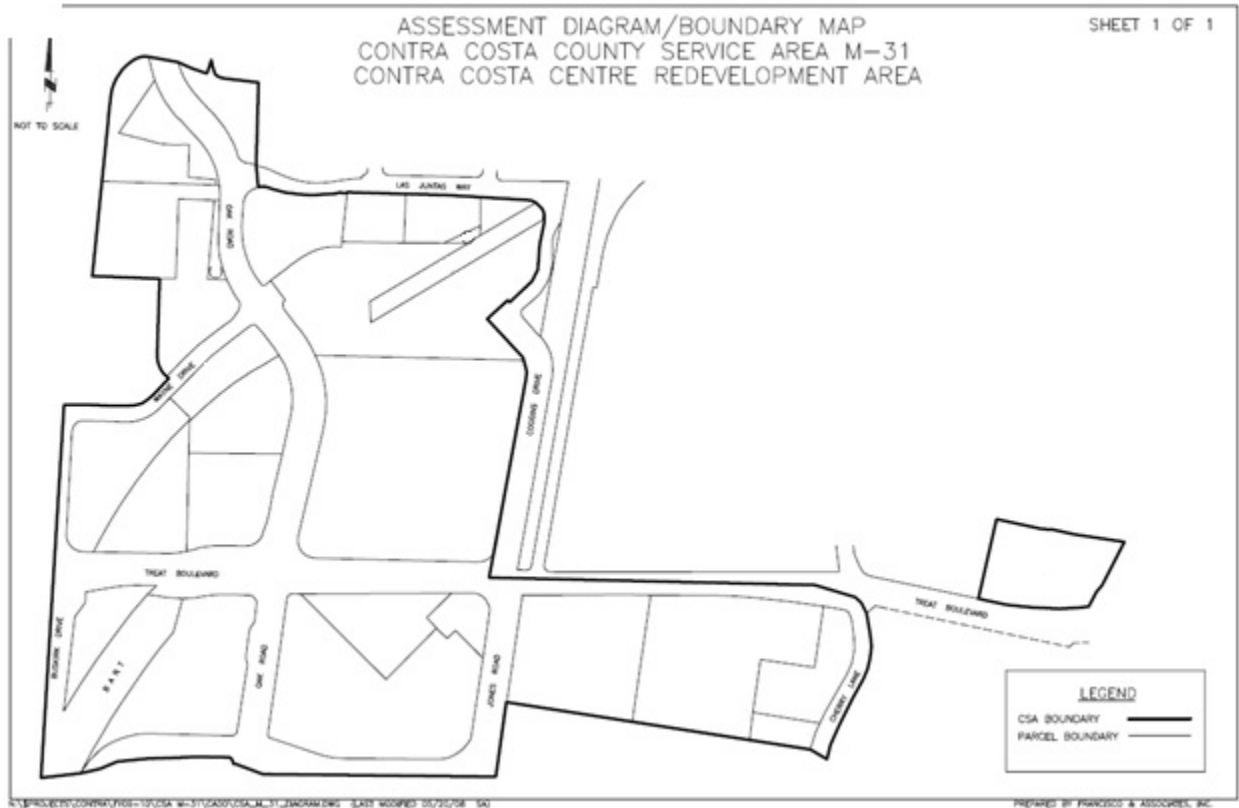 ASSESSMENT DIAGRAM/BOUNDARY MAP
CONTRA COSTA COUNTY SERVICE AREA M-31
CONTRA COSTA CENTRE REDEVELOPMENT AREA
SHEET 1 OF 1
NOT TO SCALE
LAS JUNTAS WAY
OAK ROAD
WAYNE DRIVE
COGGINS DRIVE
TREAT BOULEVARD
TREAT BOULEVARD
BUSKIRK DRIVE
BART
OAK ROAD
JONES ROAD
CHERRY LANE
LEGEND
CSA BOUNDARY
PARCEL BOUNDARY
PREPARED BY FRANCISCO & ASSOCIATES, INC.